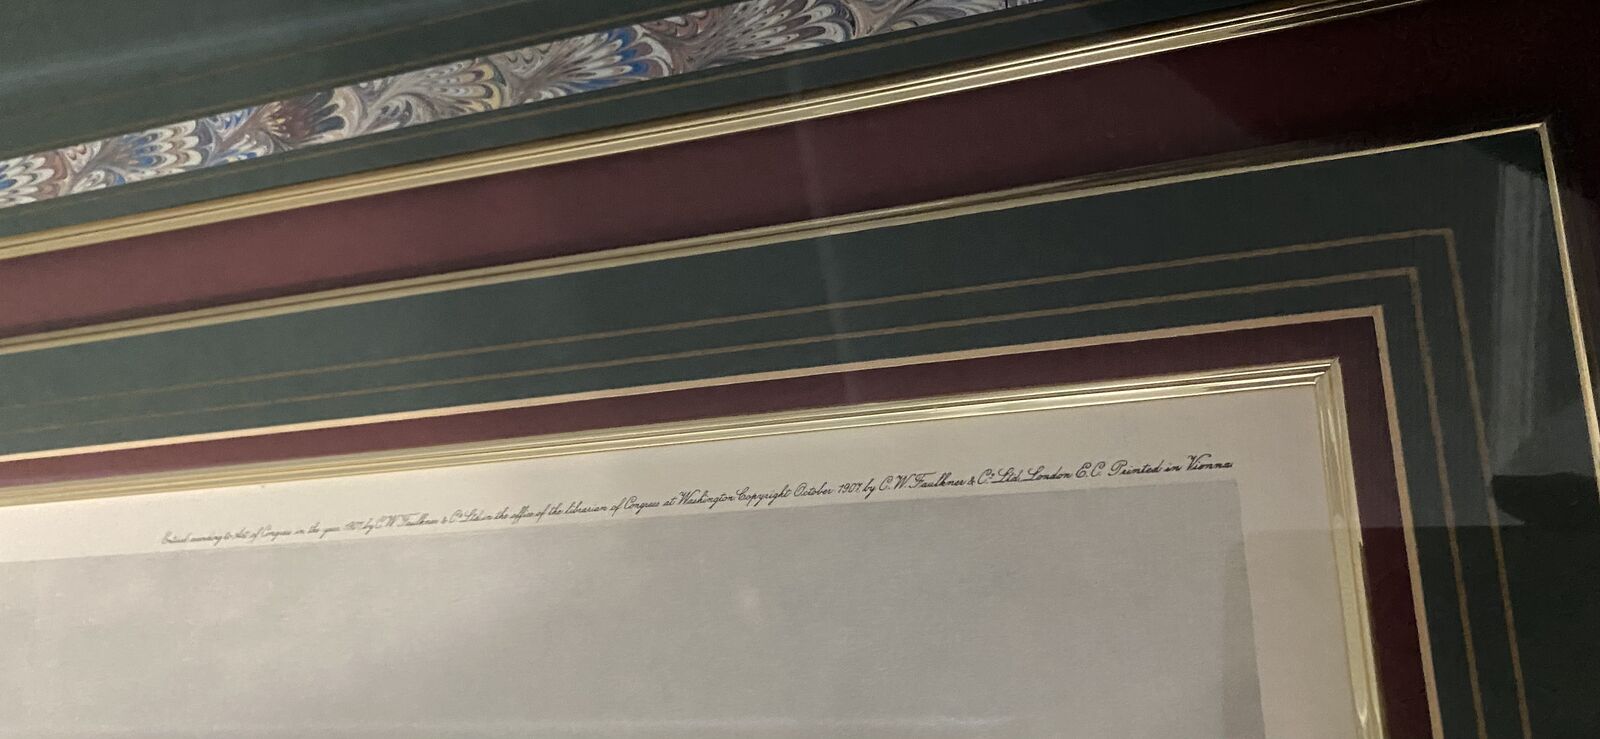 Entered according to Act of Congress in the year 1907, by C. W. Faulkner & Co. Ltd. in the office of the librarian of Congress at Washington Copyright October 1907, by C. W. Faulkner & Co. Ltd. London E.C. Printed in Vienna